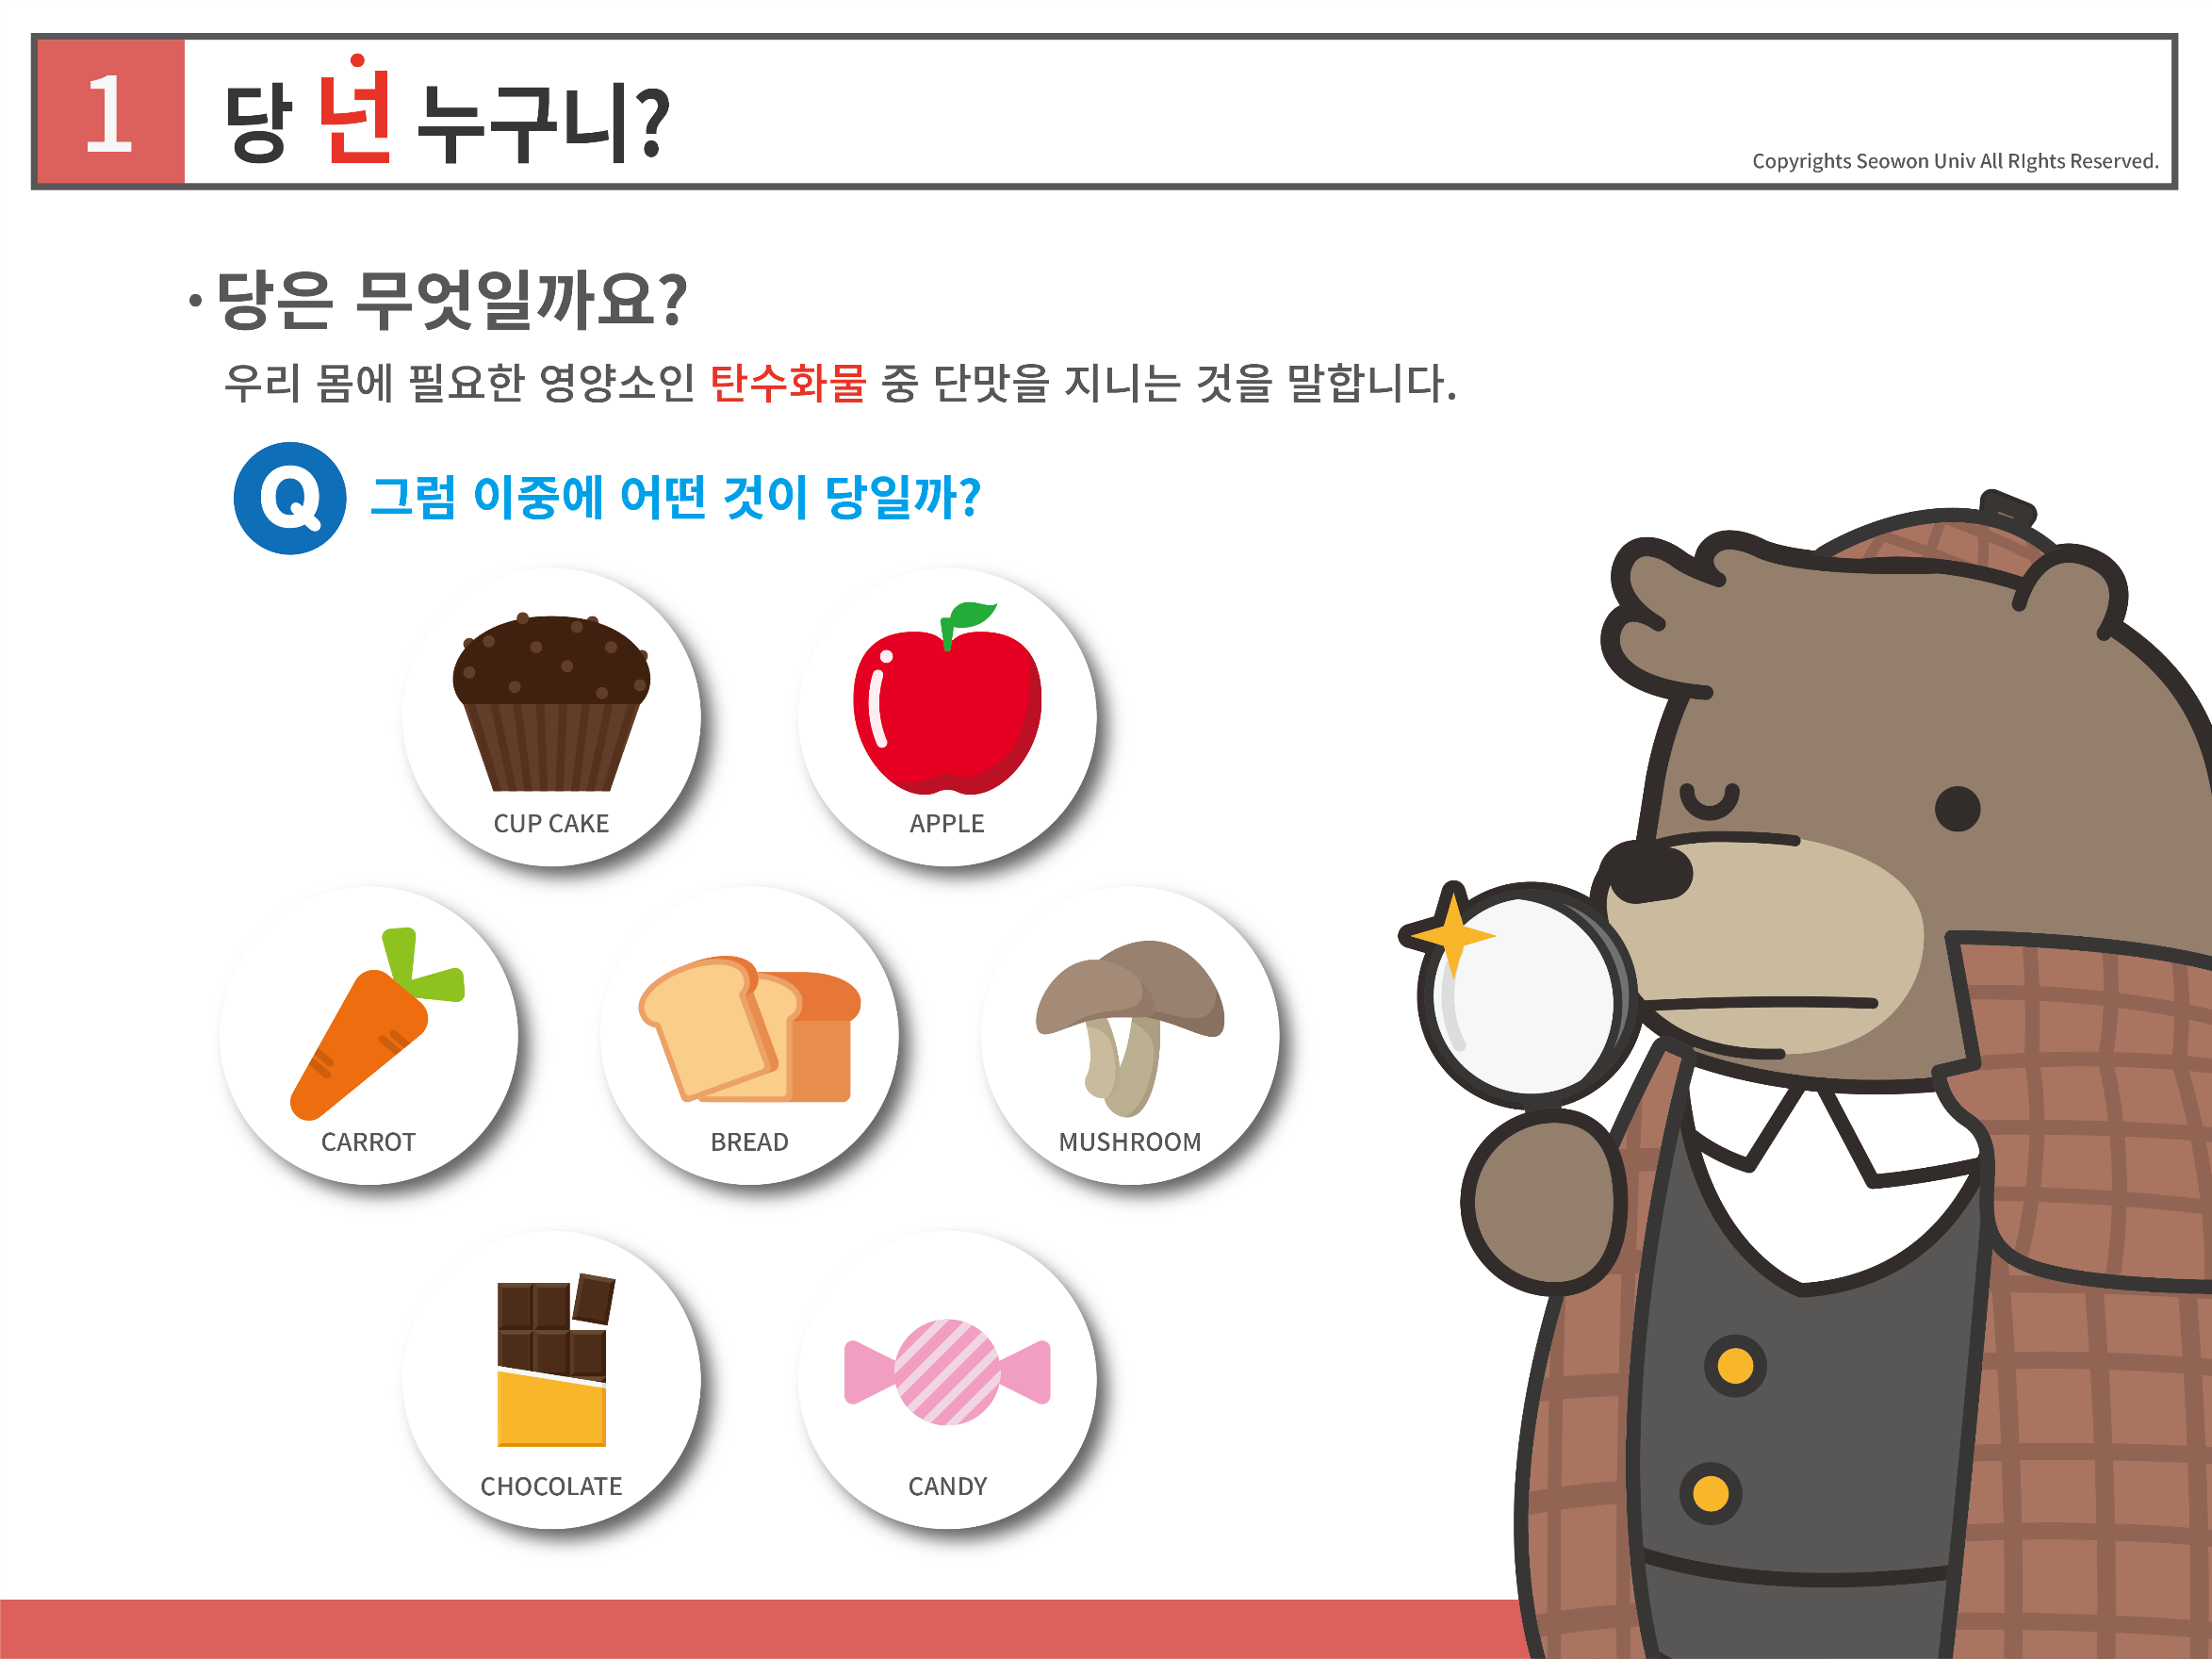 1
당 넌 누구니?
Copyrights Seowon Univ All RIghts Reserved.
· 당은 무엇일까요?
우리 몸에 필요한 영양소인 탄수화물 중 단맛을 지니는 것을 말합니다.
Q 그럼 이중에 어떤 것이 당일까?
CUP CAKE
APPLE
CARROT
BREAD
MUSHROOM
CHOCOLATE
CANDY